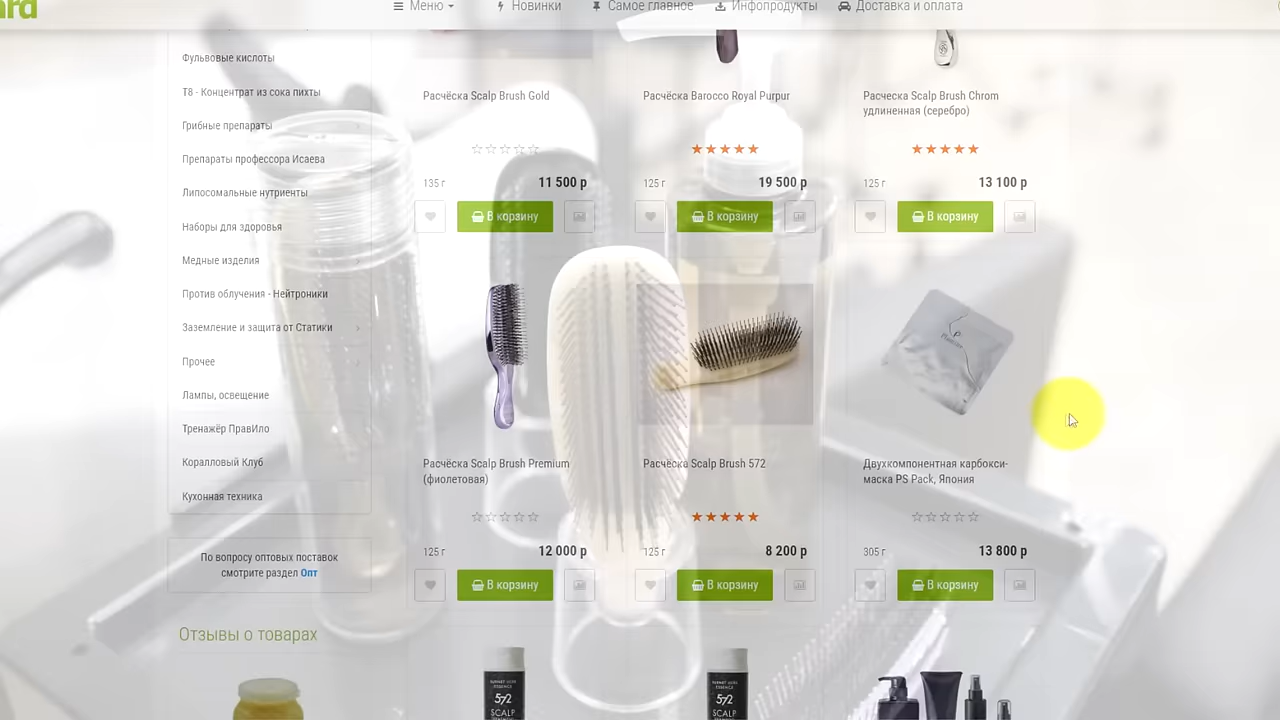 ard
Меню
Новинки
Самое главное
Инфопродукты
Доставка и оплата
Фульвовые кислоты
Т8 - Концентрат из сока пихты
Грибные препараты
Препараты профессора Исаева
Липосомальные нутриенты
Наборы для здоровья
Медные изделия
Против облучения - Нейтроники
Заземление и защита от Статики
Прочее
Лампы, освещение
Тренажёр ПравИло
Коралловый Клуб
Кухонная техника
По вопросу оптовых поставок
смотрите раздел Опт
Отзывы о товарах
Расчёска Scalp Brush Gold
135 г
11 500 р
В корзину
Расчёска Barocco Royal Purpur
125 г
19 500 р
В корзину
Расческа Scalp Brush Chrom
удлиненная (серебро)
125 г
13 100 р
В корзину
Расчёска Scalp Brush Premium
(фиолетовая)
125 г
12 000 р
В корзину
Расчёска Scalp Brush 572
125 г
8 200 р
В корзину
Двухкомпонентная карбокси-
маска PS Pack, Япония
305 г
13 800 р
В корзину
572
SCALP
572
SCALP